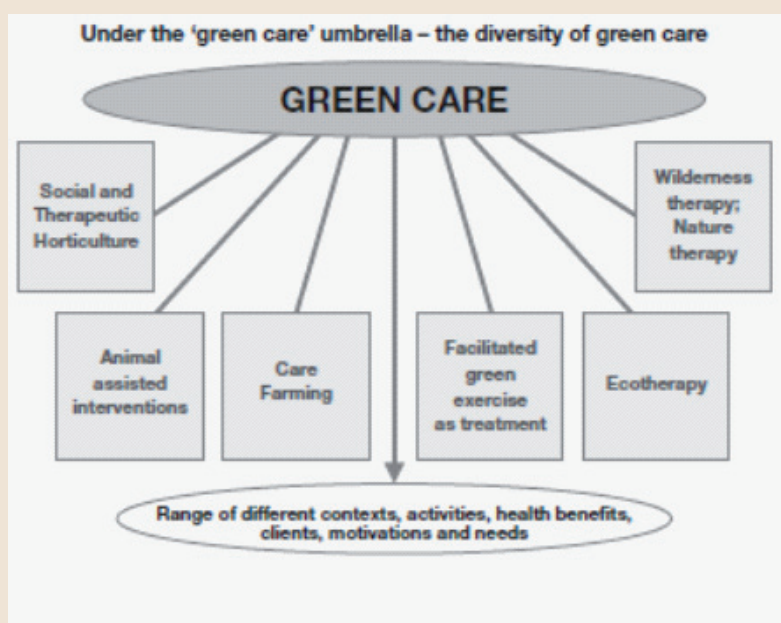 Under the ‘green care’ umbrella – the diversity of green care
GREEN CARE
Social and
Therapeutic
Horticulture
Wilderness
therapy;
Nature
therapy
Animal
assisted
interventions
Care
Farming
Facilitated
green
exercise
as treatment
Ecotherapy
Range of different contexts, activities, health benefits,
clients, motivations and needs